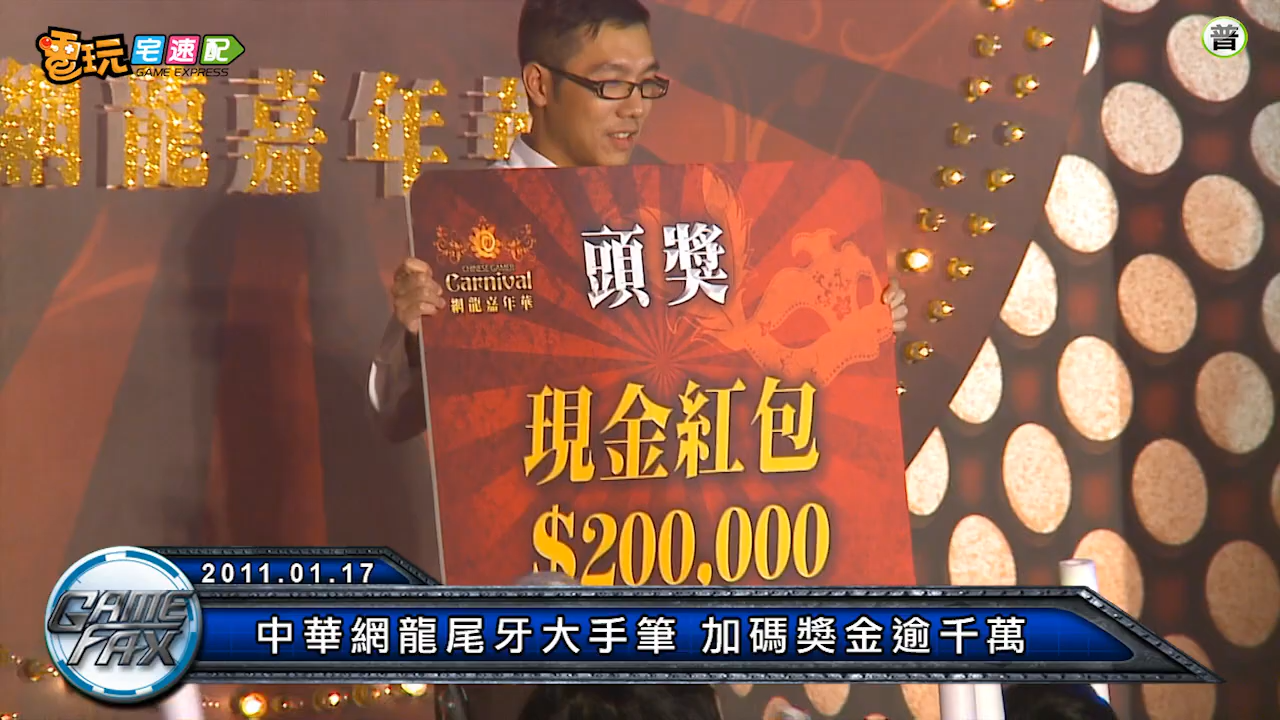 電玩宅速配
GAME EXPRESS
普
網龍嘉年華
CHINESE GAMER
Carnival
網龍嘉年華
頭獎
現金紅包
$200,000
2011.01.17
GAME
FAX
中華網龍尾牙大手筆 加碼獎金逾千萬